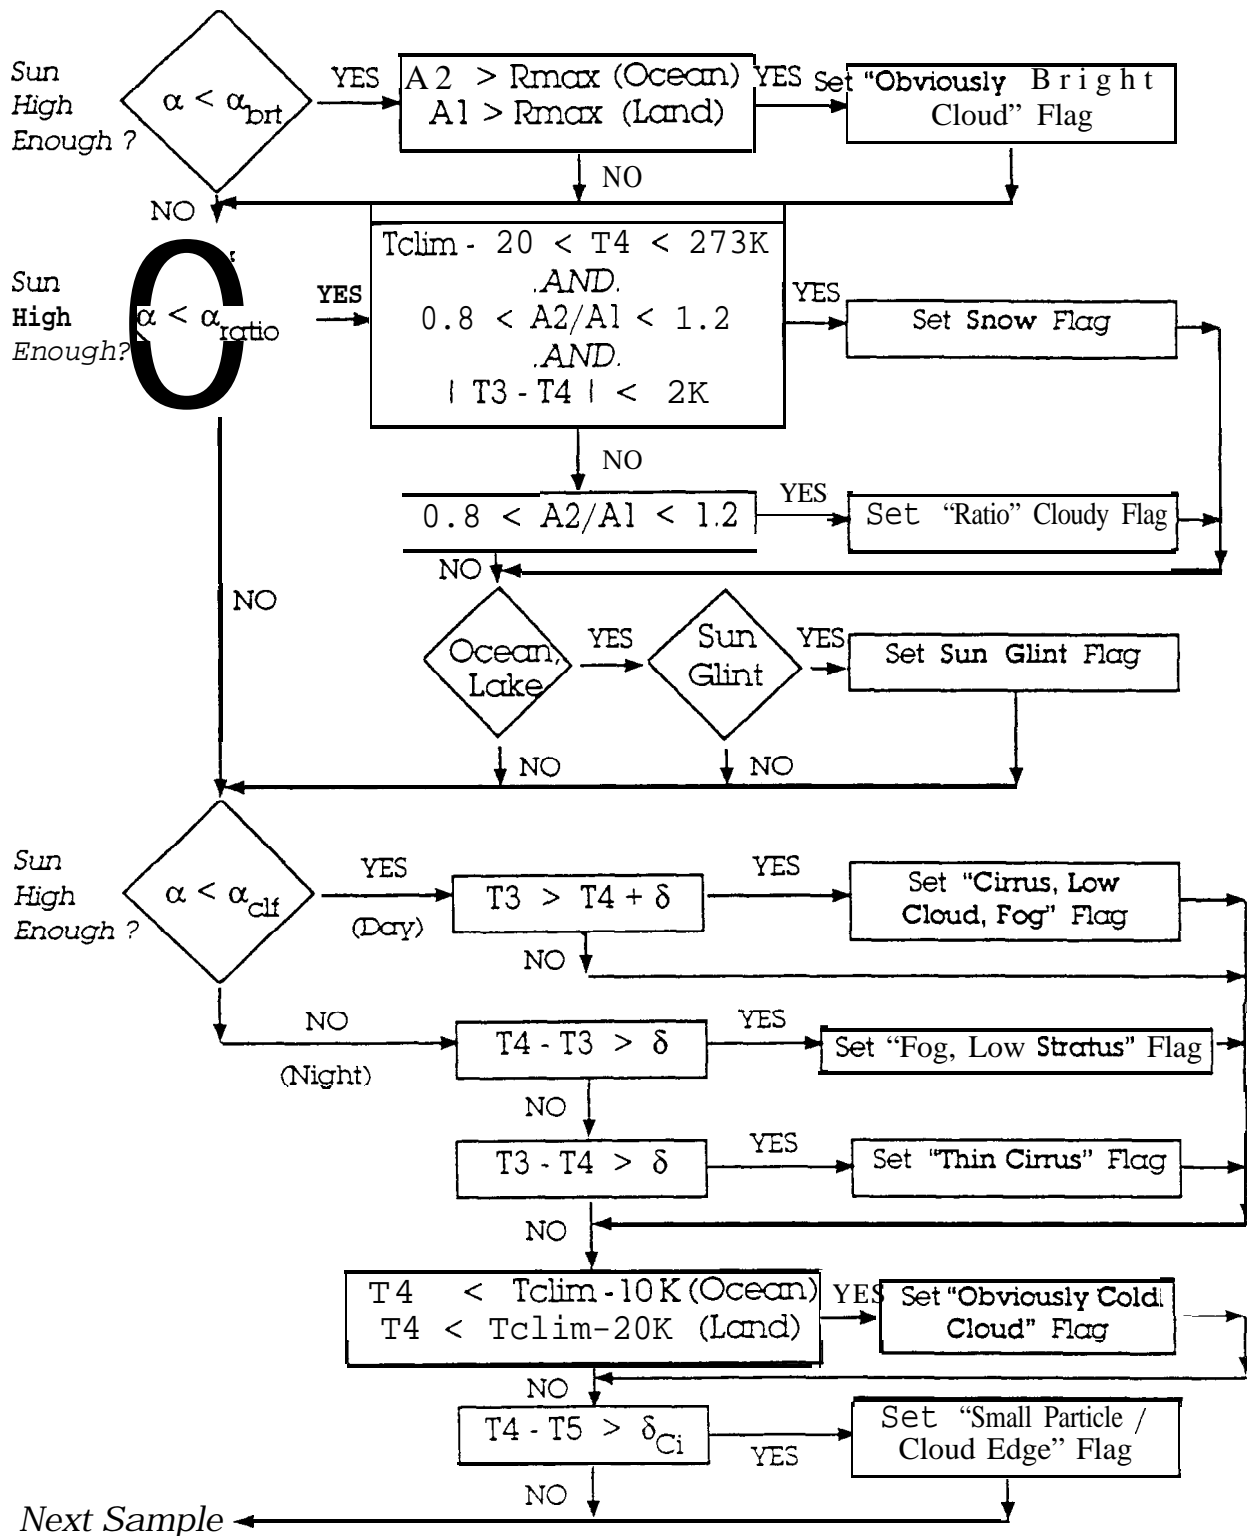 Sun
High
Enough ?
α < αbrt
YES
A2 > Rmax (Ocean)
A1 > Rmax (Land)
YES
Set "Obviously Bright
Cloud" Flag
NO
NO
Sun
High
Enough?
α < αratio
YES
Tclim - 20 < T4 < 273K
.AND.
0.8 < A2/A1 < 1.2
.AND.
| T3 - T4 | < 2K
YES
Set Snow Flag
NO
0.8 < A2/A1 < 1.2
YES
Set "Ratio" Cloudy Flag
NO
NO
Ocean,
Lake
YES
Sun
Glint
YES
Set Sun Glint Flag
NO
NO
Sun
High
Enough ?
α < αclf
YES
(Day)
T3 > T4 + δ
YES
Set "Cirrus, Low
Cloud, Fog" Flag
NO
NO
(Night)
T4 - T3 > δ
YES
Set "Fog, Low Stratus" Flag
NO
T3 - T4 > δ
YES
Set "Thin Cirrus" Flag
NO
T4 < Tclim - 10K (Ocean)
T4 < Tclim-20K (Land)
YES
Set "Obviously Cold
Cloud" Flag
NO
T4 - T5 > δCi
YES
Set "Small Particle /
Cloud Edge" Flag
NO
Next Sample